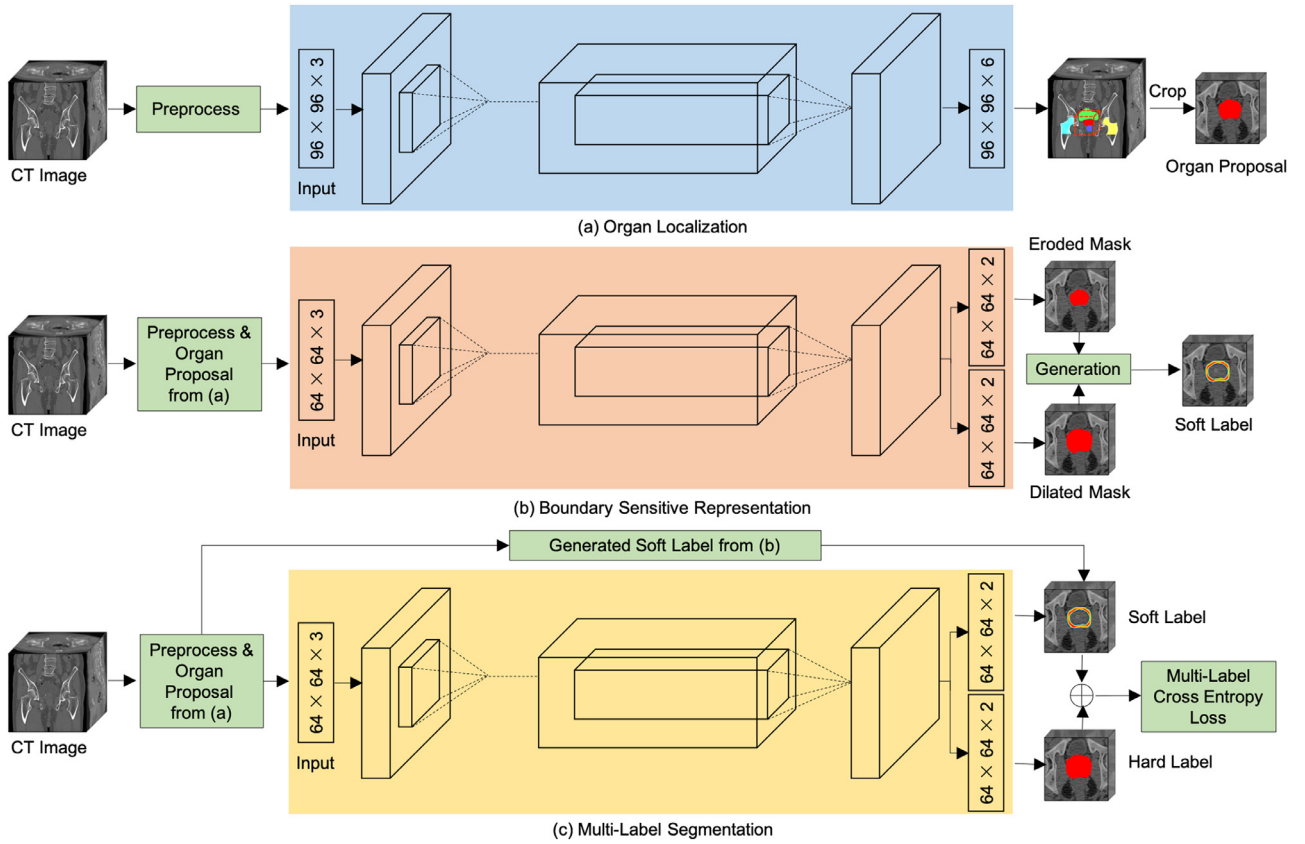 CT Image
Preprocess
96 × 96 × 3
Input
96 × 96 × 6
Crop
Organ Proposal
(a) Organ Localization
CT Image
Preprocess &
Organ
Proposal
from (a)
64 × 64 × 3
Input
64 × 64 × 2
64 × 64 × 2
Eroded Mask
Generation
Dilated Mask
Soft Label
(b) Boundary Sensitive Representation
Generated Soft Label from (b)
CT Image
Preprocess &
Organ
Proposal
from (a)
64 × 64 × 3
Input
64 × 64 × 2
64 × 64 × 2
Soft Label
Hard Label
Multi-Label
Cross Entropy
Loss
(c) Multi-Label Segmentation